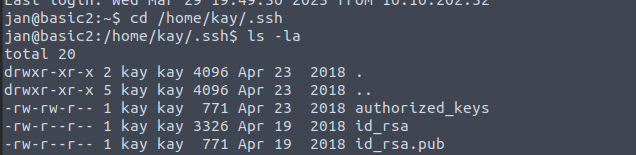 Last login: Wed Mar 29 19:49:30 2023 from 10.10.202.32
jan@basic2:~$ cd /home/kay/.ssh
jan@basic2:/home/kay/.ssh$ ls -la
total 20
drwxr-xr-x 2 kay kay 4096 Apr 23  2018 .
drwxr-xr-x 5 kay kay 4096 Apr 23  2018 ..
-rw-rw-r-- 1 kay kay  771 Apr 23  2018 authorized_keys
-rw-r--r-- 1 kay kay 3326 Apr 19  2018 id_rsa
-rw-r--r-- 1 kay kay  771 Apr 19  2018 id_rsa.pub